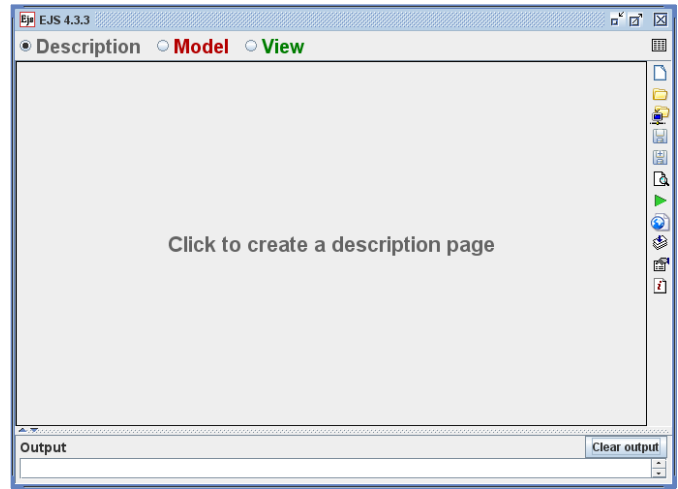 Ejs EJS 4.3.3
Description Model View
Click to create a description page
Output Clear output